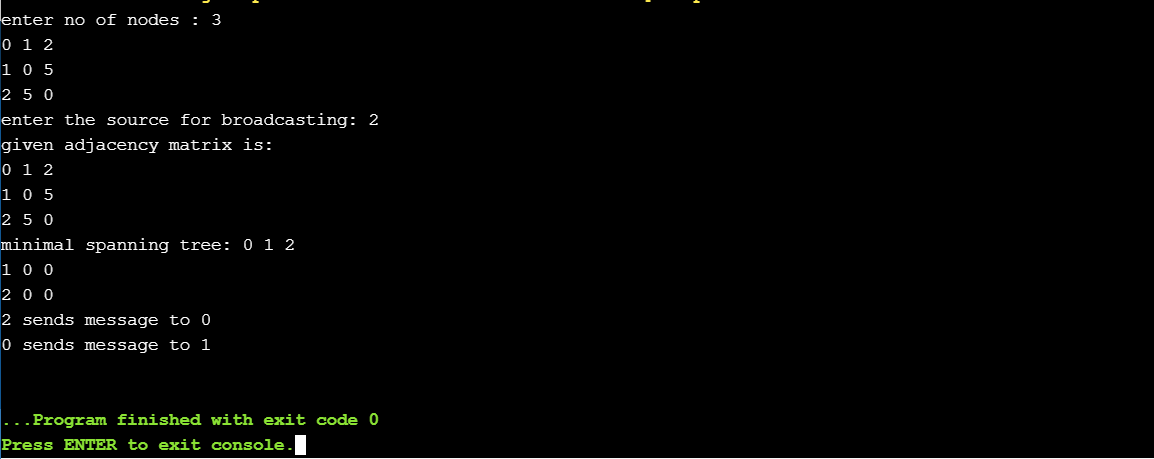 enter no of nodes : 3
0 1 2
1 0 5
2 5 0
enter the source for broadcasting: 2
given adjacency matrix is:
0 1 2
1 0 5
2 5 0
minimal spanning tree: 0 1 2
1 0 0
2 0 0
2 sends message to 0
0 sends message to 1
...Program finished with exit code 0
Press ENTER to exit console.